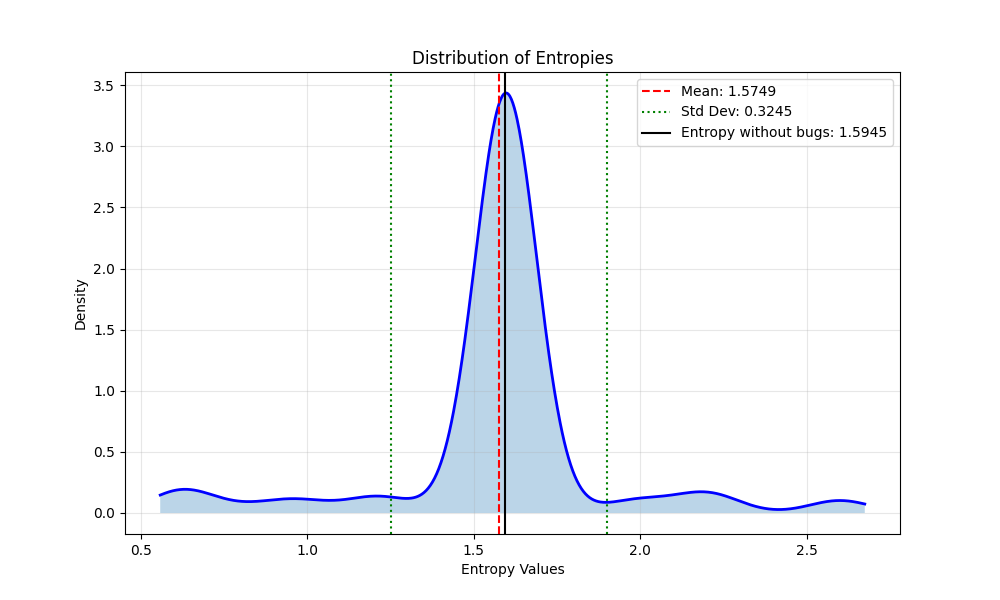 Distribution of Entropies
Mean: 1.5749
Std Dev: 0.3245
Entropy without bugs: 1.5945
Density
3.5
3.0
2.5
2.0
1.5
1.0
0.5
0.0
0.5 1.0 1.5 2.0 2.5
Entropy Values